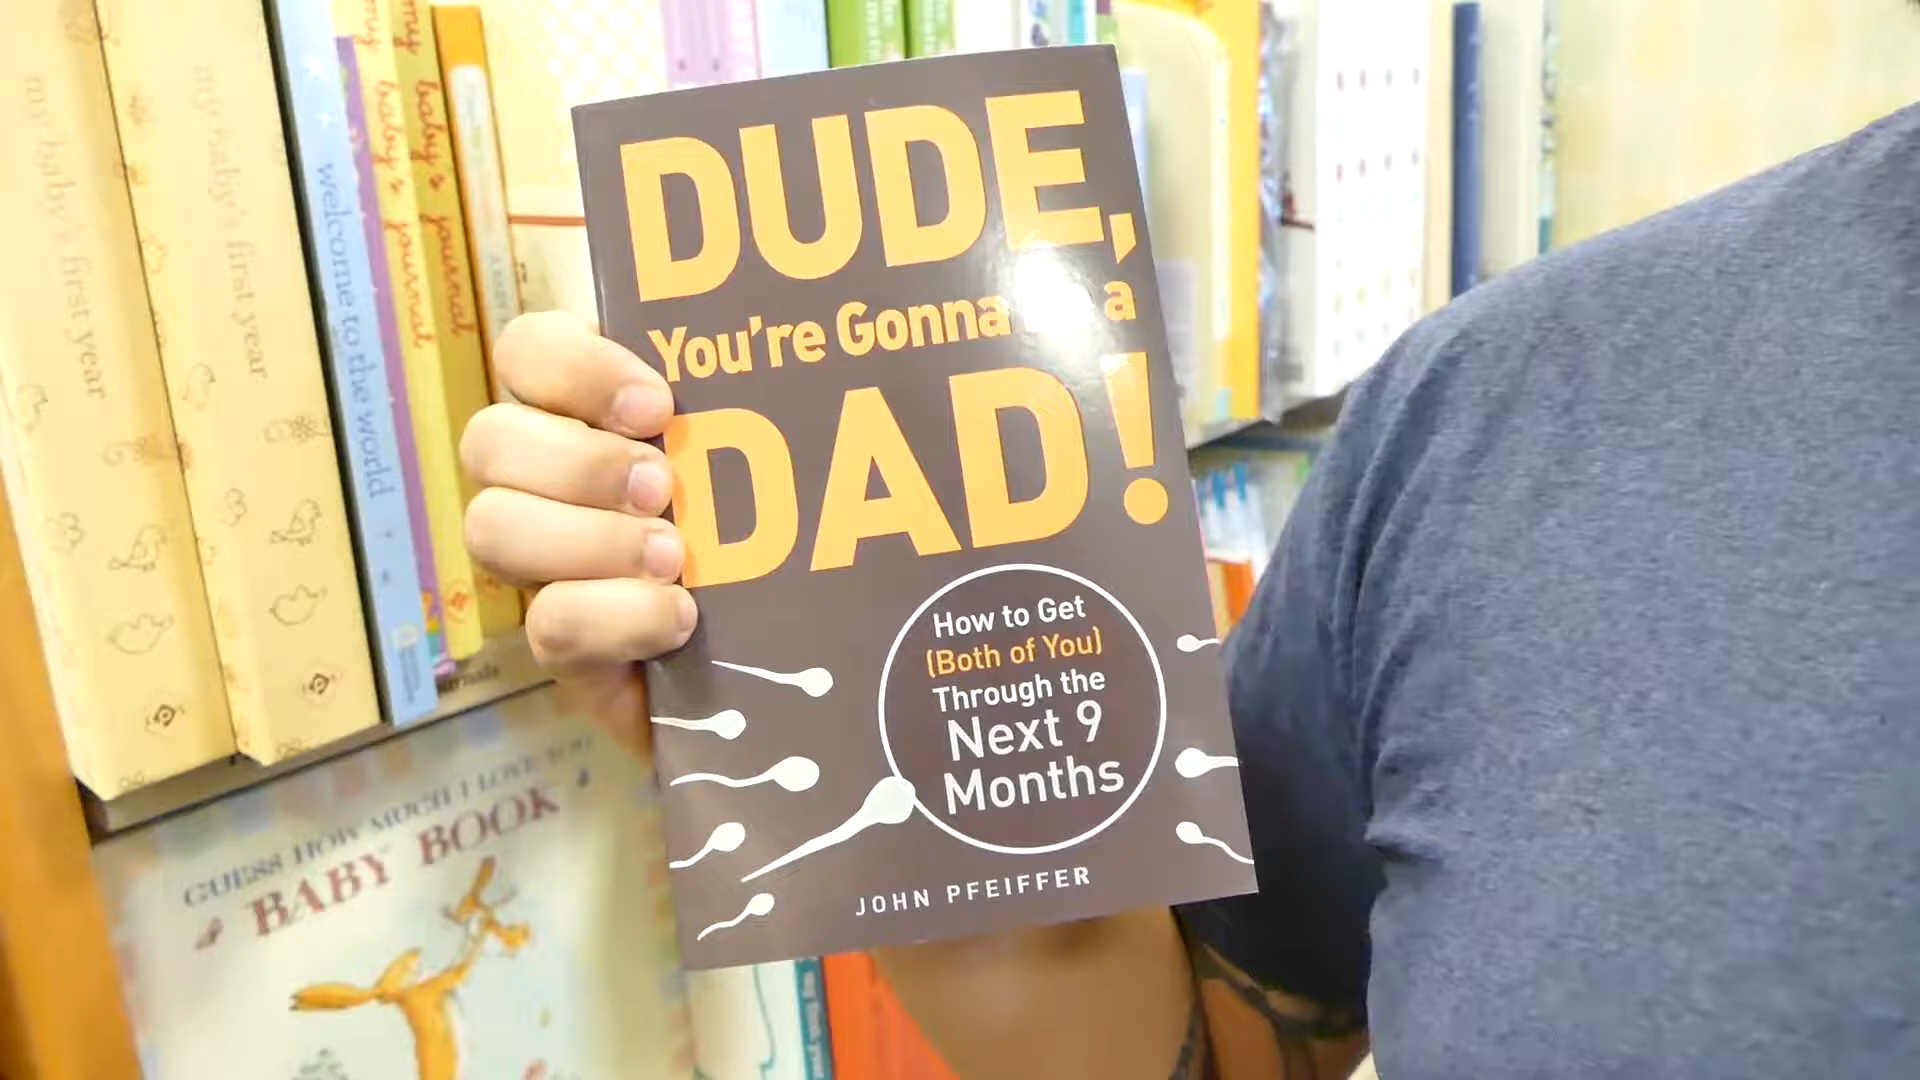 my baby's first year
my baby's first year
welcome to the world
my baby's journal
my baby's journal
DUDE,
You're Gonna a
DAD!
How to Get
(Both of You)
Through the
Next 9
Months
JOHN PFEIFFER
GUESS HOW MUCH I LOVE YOU
BABY BOOK